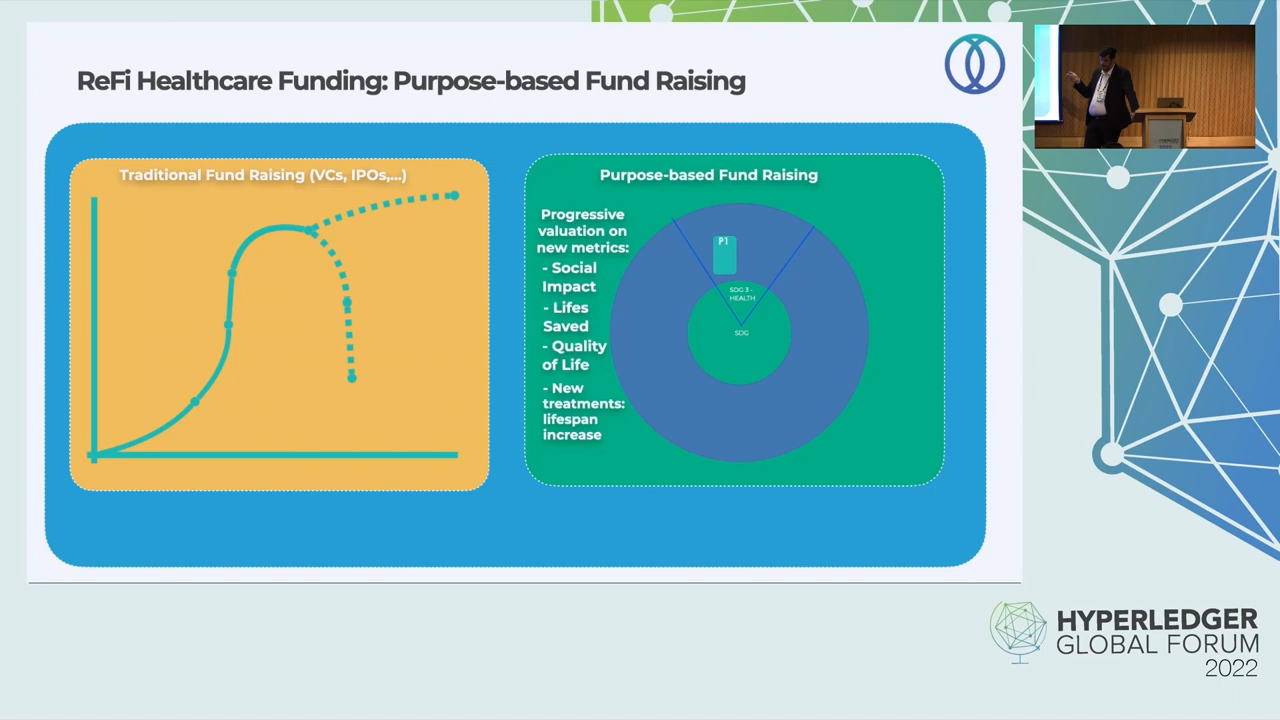 ReFi Healthcare Funding: Purpose-based Fund Raising
Traditional Fund Raising (VCs, IPOs,...)
Purpose-based Fund Raising
Progressive
valuation on
new metrics:
- Social
Impact
- Lifes
Saved
- Quality
of Life
- New
treatments:
lifespan
increase
P1
SDG 3 -
HEALTH
SDG
HYPERLEDGER
GLOBAL FORUM
2022